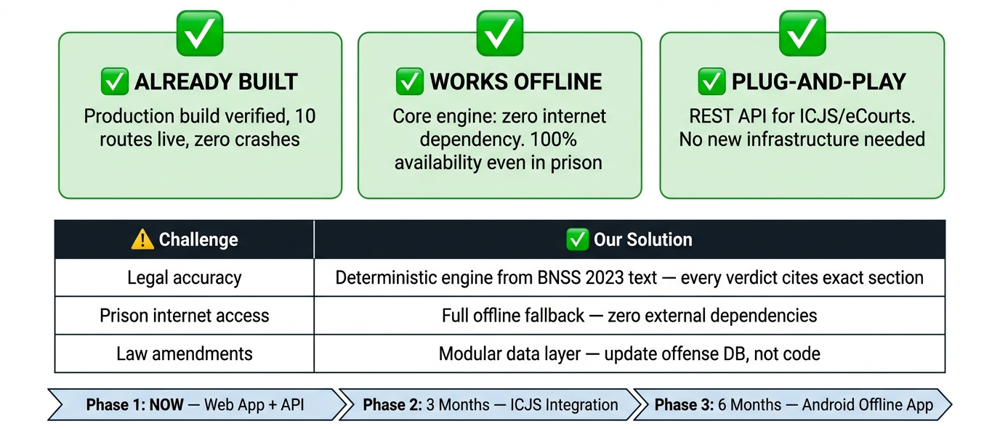 ✅ ALREADY BUILT
Production build verified, 10
routes live, zero crashes
✅ WORKS OFFLINE
Core engine: zero internet
dependency. 100%
availability even in prison
✅ PLUG-AND-PLAY
REST API for ICJS/eCourts.
No new infrastructure needed
⚠️ Challenge
✅ Our Solution
Legal accuracy
Deterministic engine from BNSS 2023 text — every verdict cites exact section
Prison internet access
Full offline fallback — zero external dependencies
Law amendments
Modular data layer — update offense DB, not code
Phase 1: NOW — Web App + API
Phase 2: 3 Months — ICJS Integration
Phase 3: 6 Months — Android Offline App